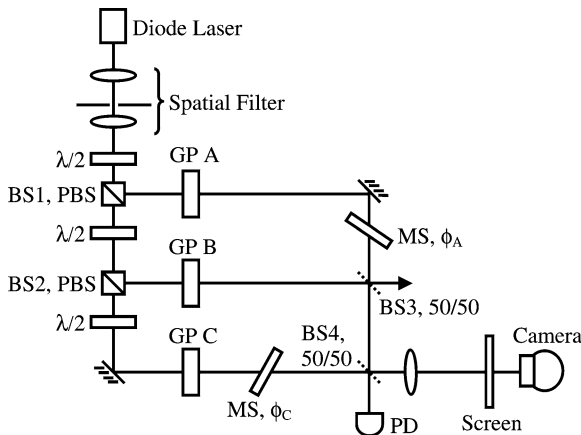 Diode Laser
Spatial Filter
λ/2
GP A
BS1, PBS
λ/2
MS, ϕA
GP B
BS2, PBS
BS3, 50/50
λ/2
BS4,
50/50
GP C
Camera
MS, ϕC
PD
Screen